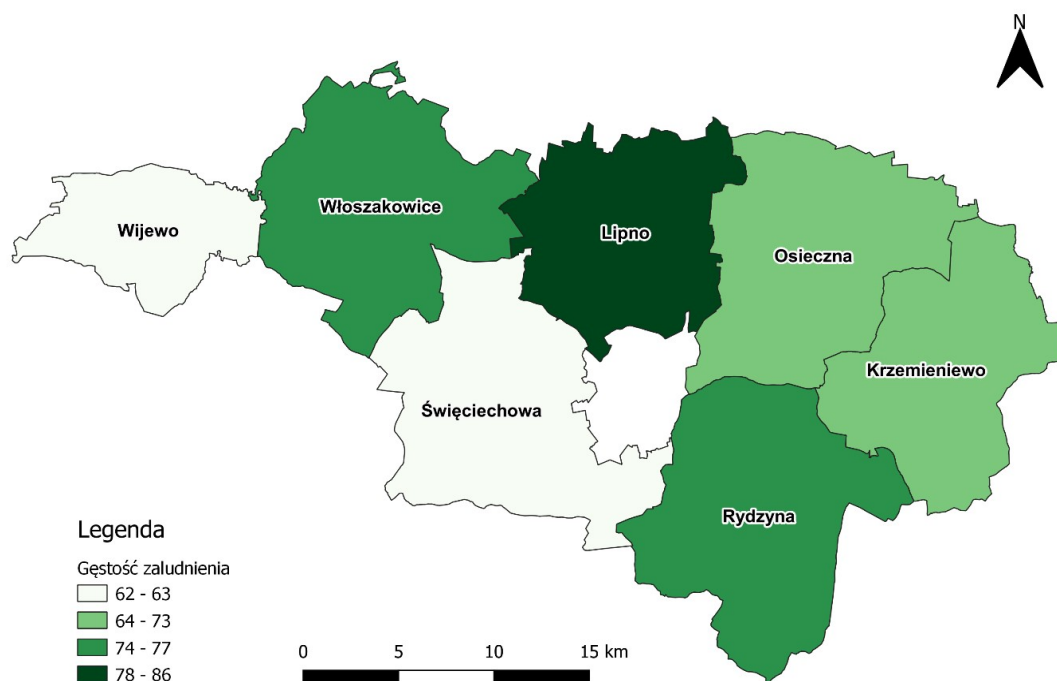 N
Włoszakowice
Wijewo
Lipno
Osieczna
Krzemieniewo
Święciechowa
Rydzyna
Legenda
Gęstość zaludnienia
62 - 63
64 - 73
74 - 77
78 - 86
0 5 10 15 km